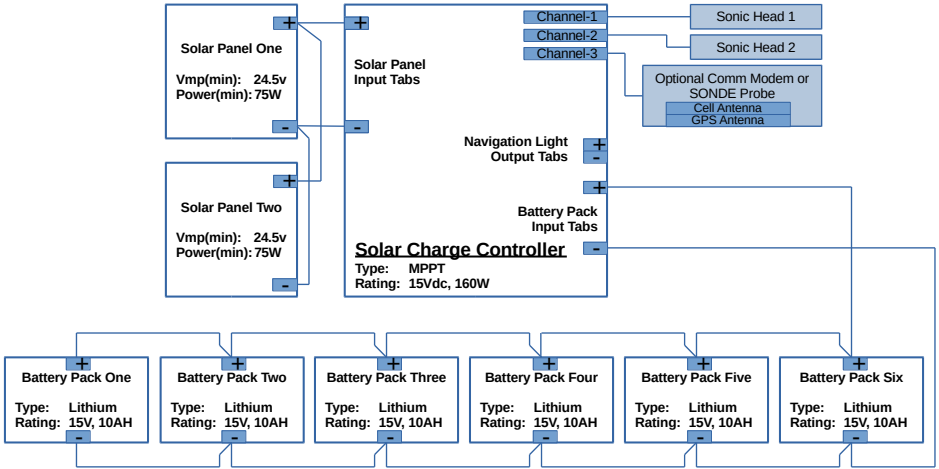 +
Solar Panel One
Vmp(min): 24.5v
Power(min): 75W
-
+
Solar Panel Two
Vmp(min): 24.5v
Power(min): 75W
-
+
Solar Panel
Input Tabs
-
Channel-1
Channel-2
Channel-3
Navigation Light
Output Tabs
+
-
+
Battery Pack
Input Tabs
-
Solar Charge Controller
Type: MPPT
Rating: 15Vdc, 160W
Sonic Head 1
Sonic Head 2
Optional Comm Modem or
SONDE Probe
Cell Antenna
GPS Antenna
+
Battery Pack One
Type: Lithium
Rating: 15V, 10AH
-
+
Battery Pack Two
Type: Lithium
Rating: 15V, 10AH
-
+
Battery Pack Three
Type: Lithium
Rating: 15V, 10AH
-
+
Battery Pack Four
Type: Lithium
Rating: 15V, 10AH
-
+
Battery Pack Five
Type: Lithium
Rating: 15V, 10AH
-
+
Battery Pack Six
Type: Lithium
Rating: 15V, 10AH
-